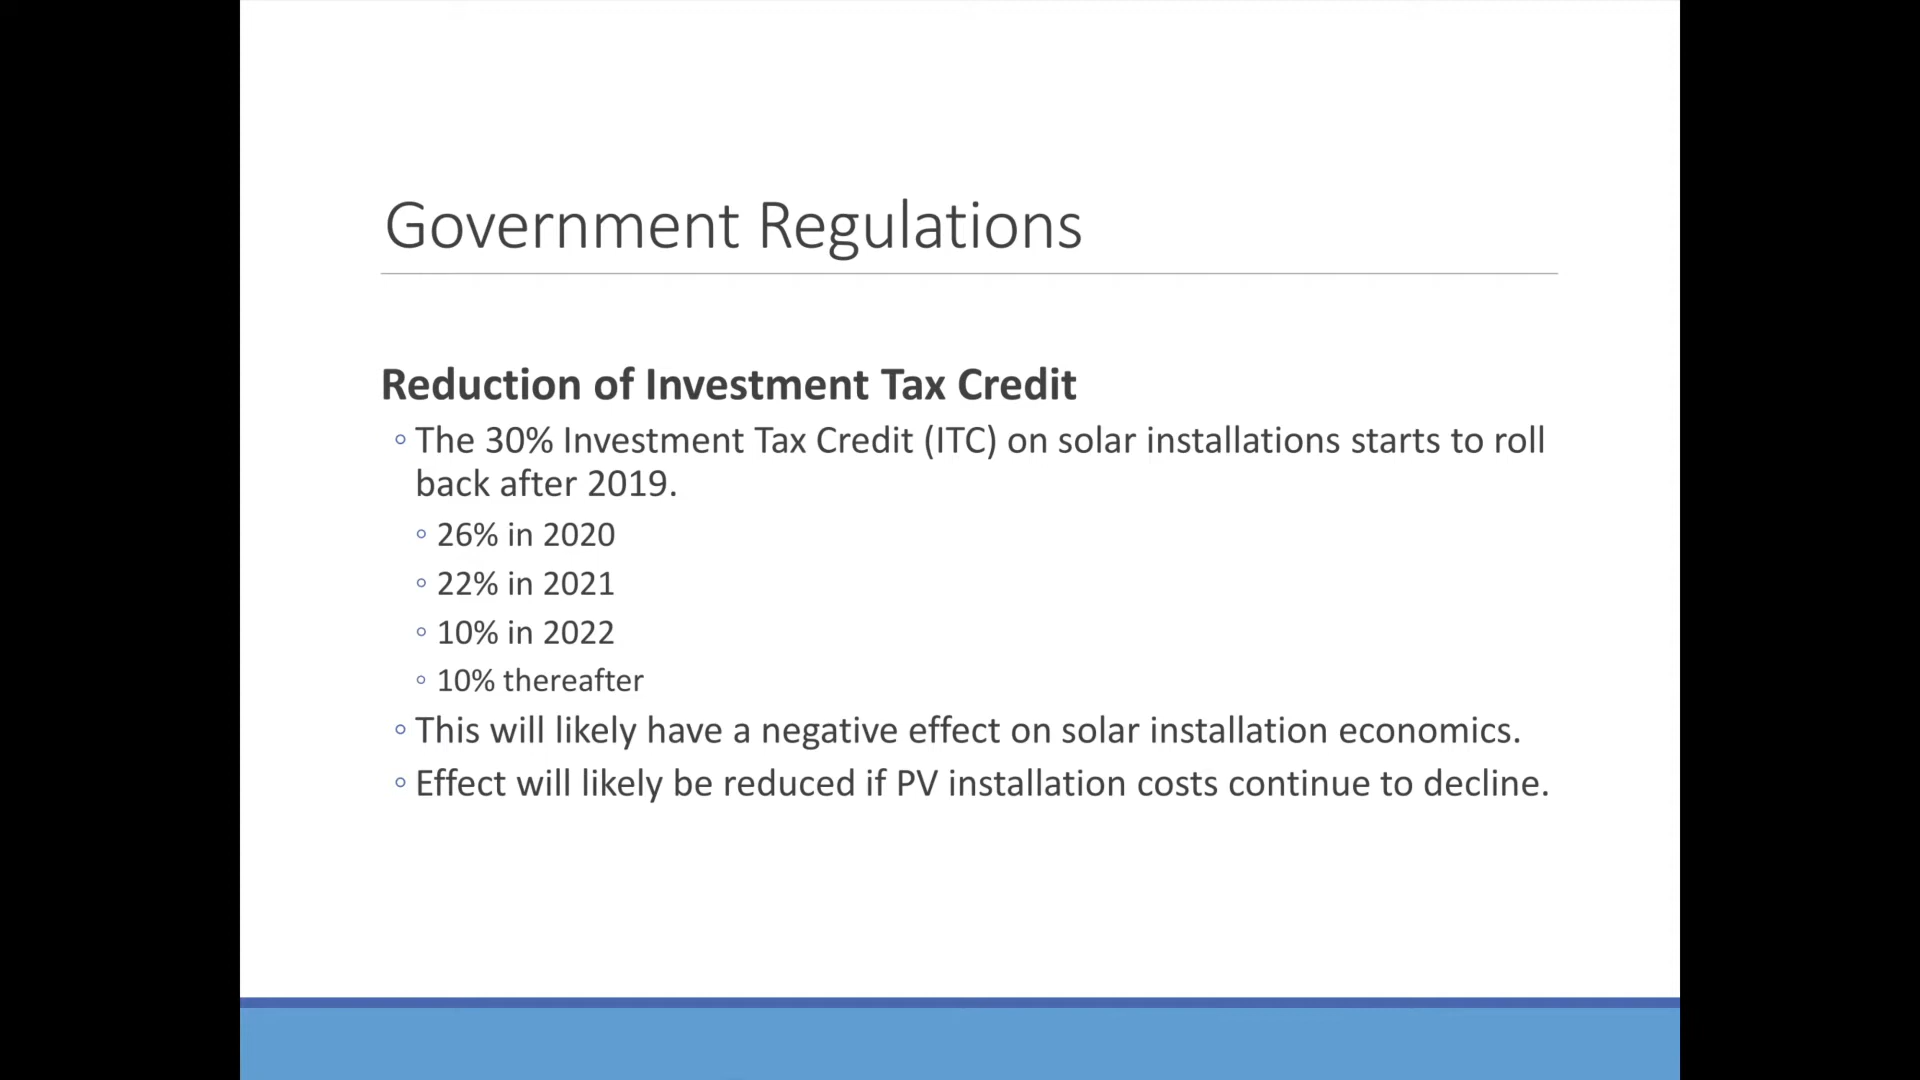 Government Regulations
Reduction of Investment Tax Credit
◦ The 30% Investment Tax Credit (ITC) on solar installations starts to roll
back after 2019.
◦ 26% in 2020
◦ 22% in 2021
◦ 10% in 2022
◦ 10% thereafter
◦ This will likely have a negative effect on solar installation economics.
◦ Effect will likely be reduced if PV installation costs continue to decline.